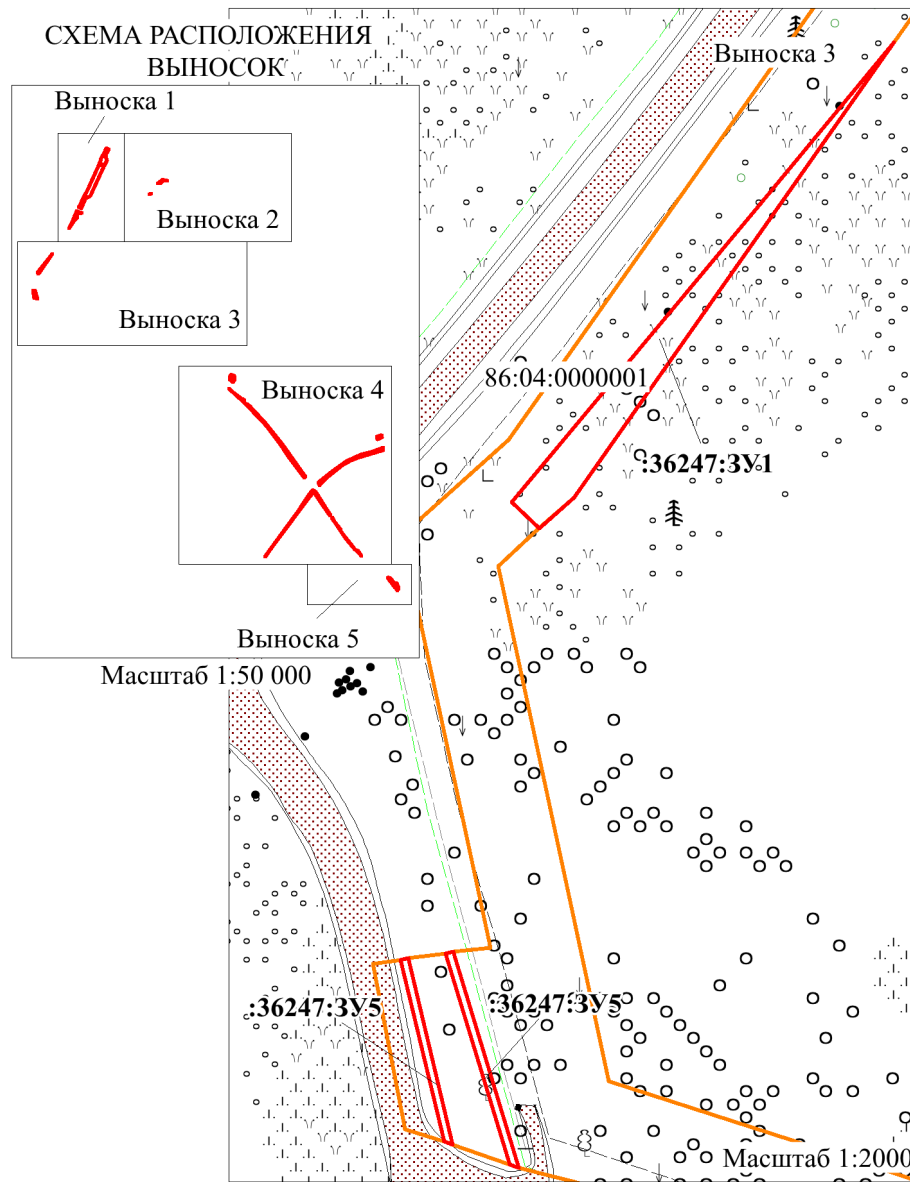 СХЕМА РАСПОЛОЖЕНИЯ
ВЫНОСОК
Выноска 1
Выноска 2
Выноска 3
Выноска 4
Выноска 5
Масштаб 1:50 000
Выноска 3
86:04:0000001
:36247:ЗУ1
:36247:ЗУ5
:36247:ЗУ5
Масштаб 1:2000